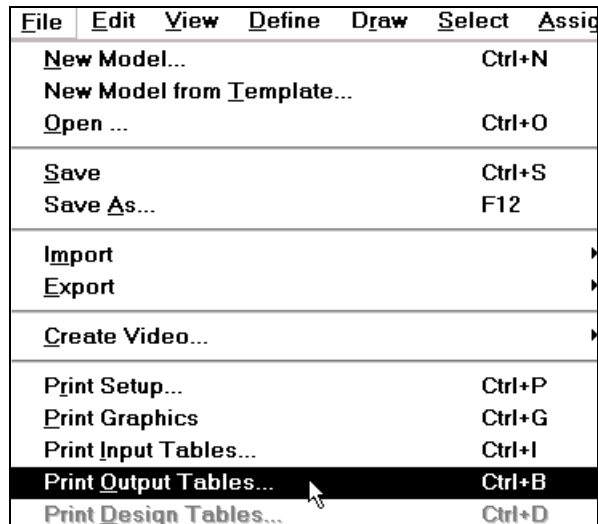 File Edit View Define Draw Select Assig
New Model... Ctrl+N
New Model from Template...
Open ... Ctrl+O
Save Ctrl+S
Save As... F12
Import
Export
Create Video...
Print Setup... Ctrl+P
Print Graphics Ctrl+G
Print Input Tables... Ctrl+I
Print Output Tables... Ctrl+B
Print Design Tables... Ctrl+D